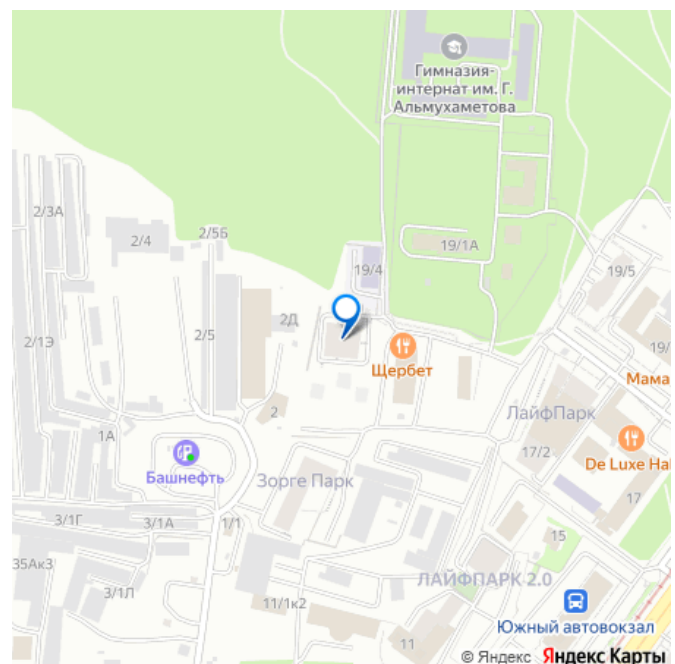 Гимназия-
интернат им. Г.
Альмухаметова
2/3А
2/4
2/5Б
19/1А
19/4
19/5
2Д
2/5
2/1Э
19/
Щербет
Мама
2
ЛайфПарк
1А
17/2
De Luxe Hal
Башнефть
Зорге Парк
17
3/1Г
3/1А
1/1
15
35Ак3
3/1Л
ЛАЙФПАРК 2.0
11/1к2
11
Южный автовокзал
© Яндекс Яндекс Карты